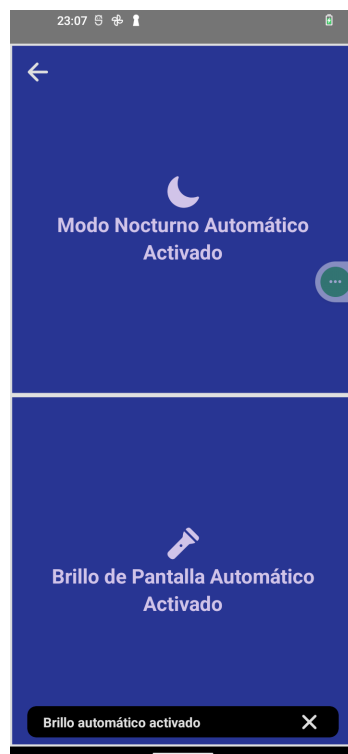 23:07
Modo Nocturno Automático
Activado
Brillo de Pantalla Automático
Activado
Brillo automático activado